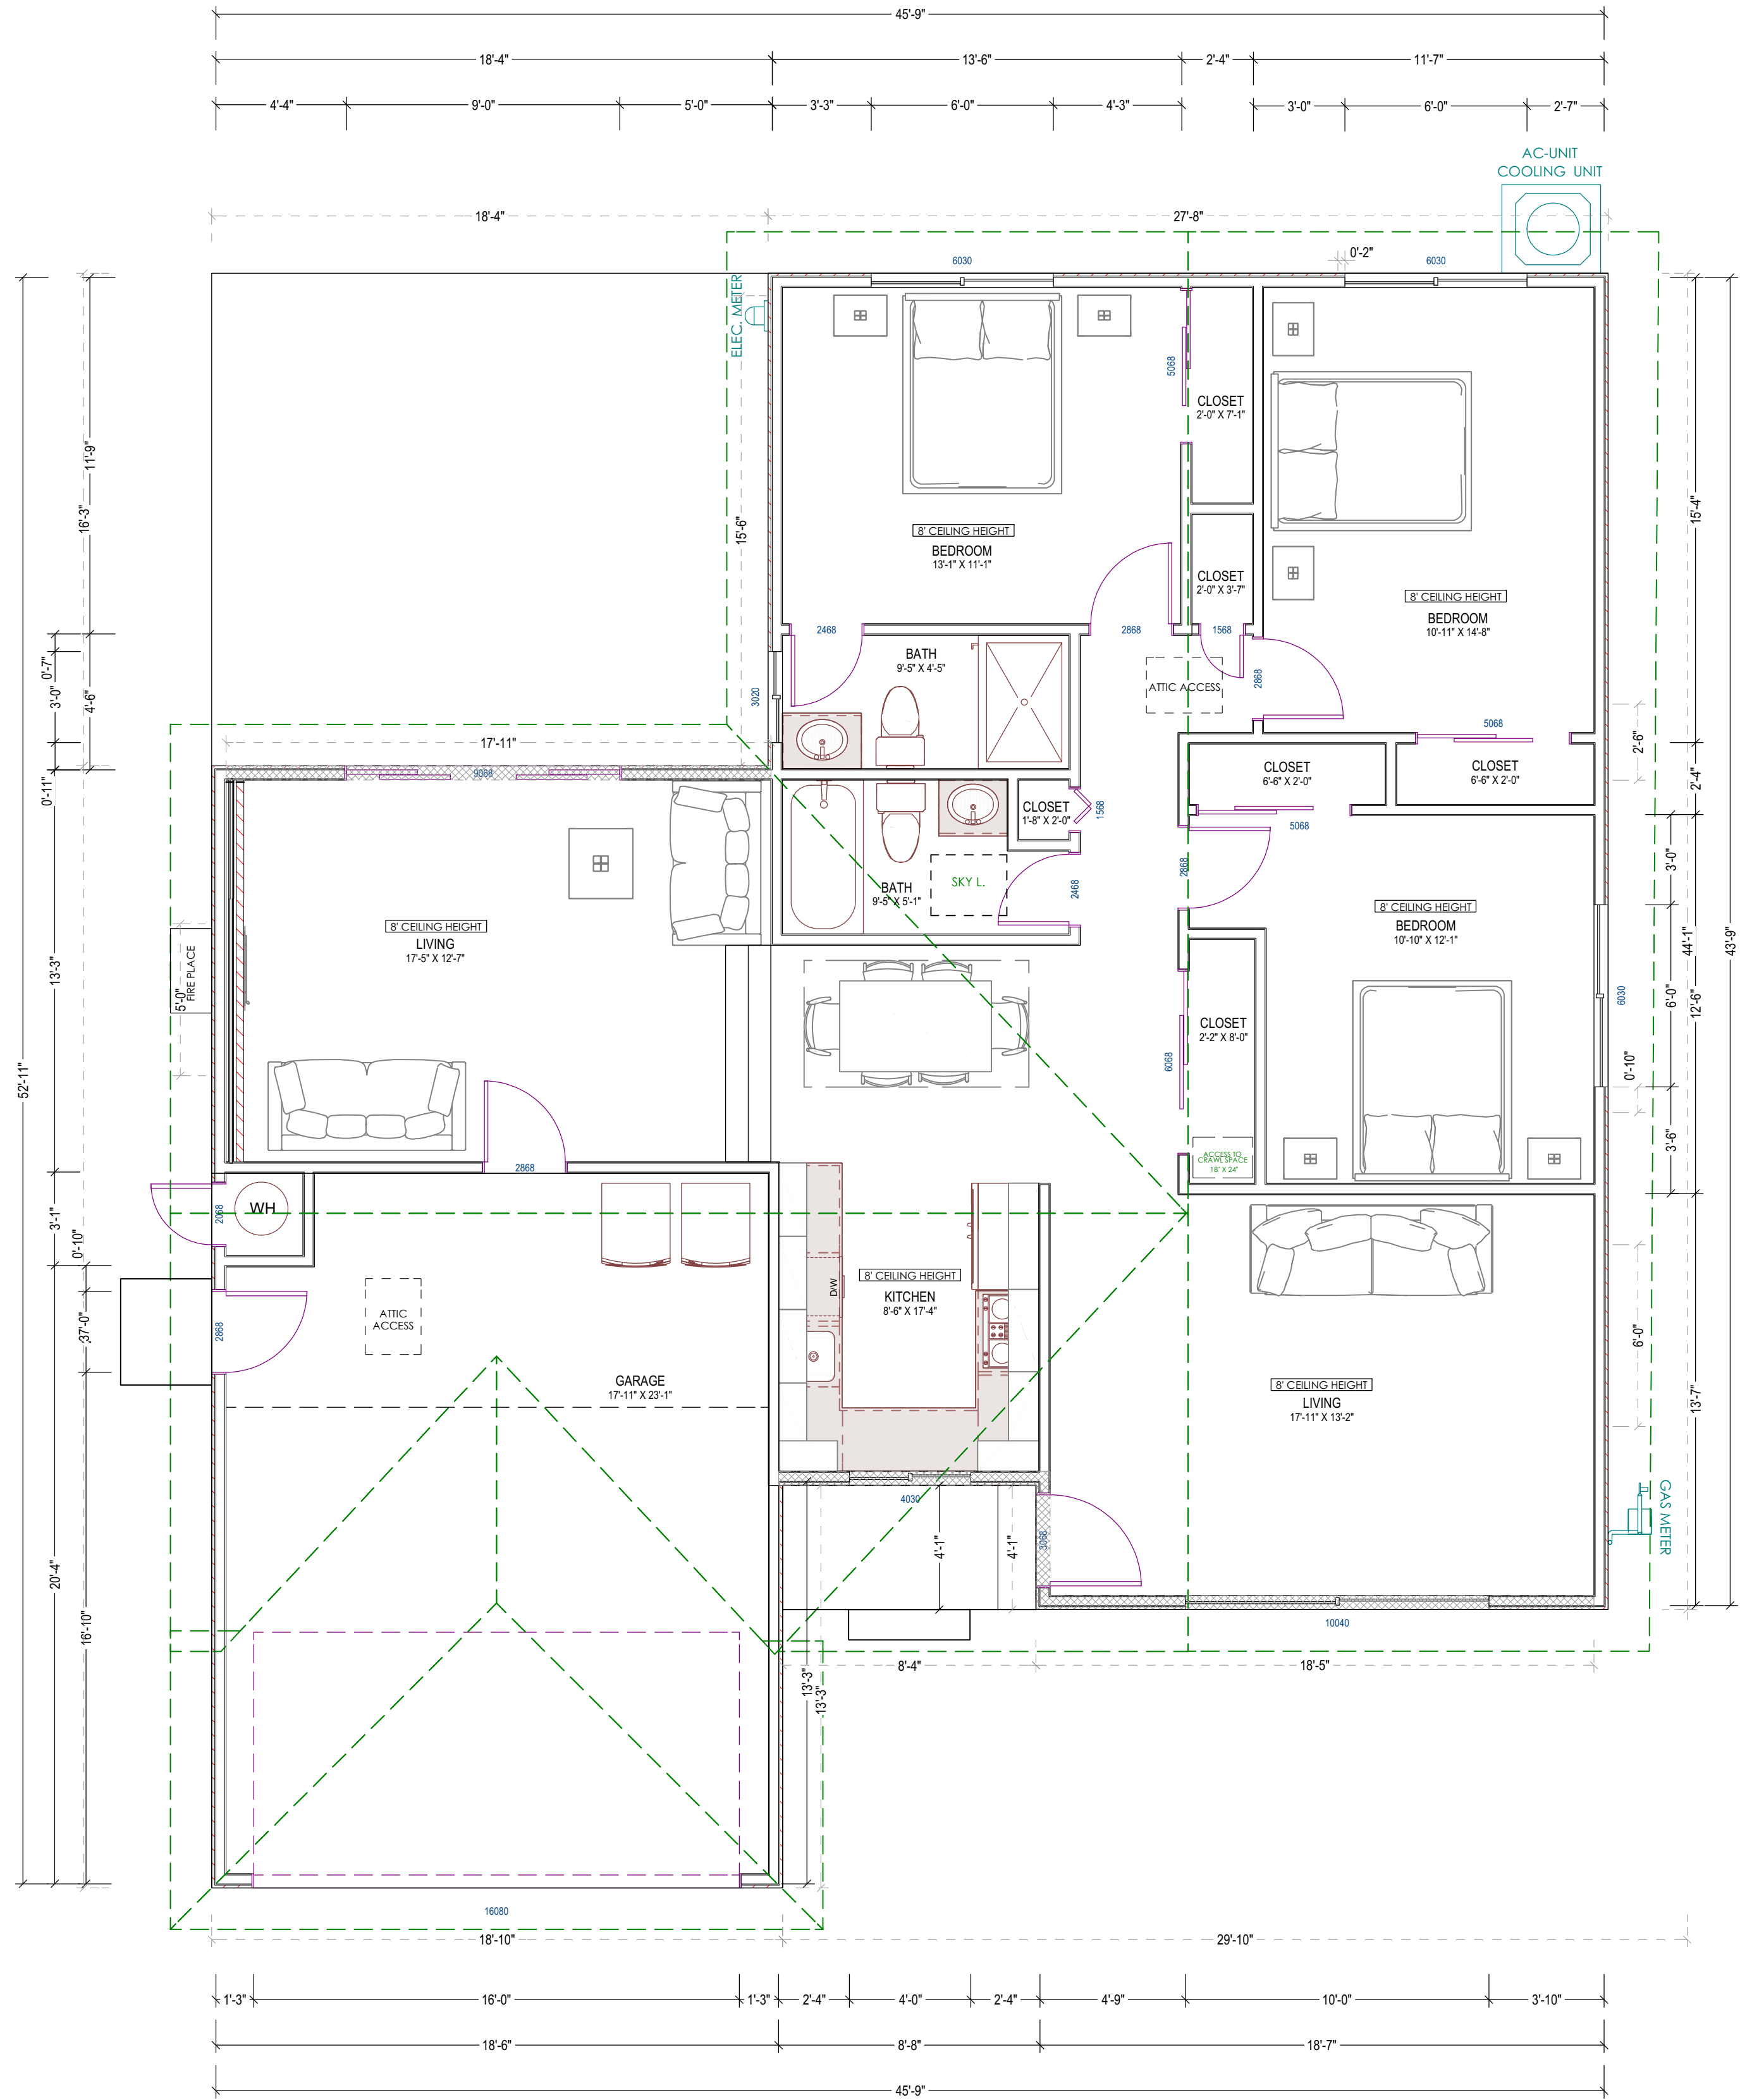 45'-9"
18'-4"
13'-6"
2'-4"
11'-7"
4'-4"
9'-0"
5'-0"
3'-3"
6'-0"
4'-3"
3'-0"
6'-0"
2'-7"
AC-UNIT
COOLING UNIT
18'-4"
27'-8"
0'-2"
6030
6030
ELEC. METER
15'-6"
5068
CLOSET
2'-0" X 7'-1"
8' CEILING HEIGHT
BEDROOM
13'-1" X 11'-1"
CLOSET
2'-0" X 3'-7"
8' CEILING HEIGHT
BEDROOM
10'-11" X 14'-8"
2468
2868
1568
BATH
9'-5" X 4'-5"
ATTIC ACCESS
2868
3020
5068
17'-11"
9068
CLOSET
6'-6" X 2'-0"
CLOSET
6'-6" X 2'-0"
CLOSET
1'-8" X 2'-0"
1568
5068
2868
SKY L.
BATH
9'-5" X 5'-1"
2468
8' CEILING HEIGHT
LIVING
17'-5" X 12'-7"
8' CEILING HEIGHT
BEDROOM
10'-10" X 12'-1"
5'-0"
FIRE PLACE
CLOSET
2'-2" X 8'-0"
6030
6068
ACCESS TO
CRAWL SPACE
18" X 24"
2868
2068
WH
8' CEILING HEIGHT
KITCHEN
8'-6" X 17'-4"
D/W
ATTIC
ACCESS
2868
GARAGE
17'-11" X 23'-1"
8' CEILING HEIGHT
LIVING
17'-11" X 13'-2"
4030
3068
4'-1"
4'-1"
GAS METER
10040
8'-4"
18'-5"
13'-3"
13'-3"
16080
18'-10"
29'-10"
52'-11"
11'-9"
16'-3"
0'-7"
3'-0"
4'-6"
0'-11"
13'-3"
3'-1"
0'-10"
37'-0"
20'-4"
16'-10"
15'-4"
2'-6"
2'-4"
3'-0"
44'-1"
43'-9"
6'-0"
12'-6"
0'-10"
3'-6"
6'-0"
13'-7"
1'-3"
16'-0"
1'-3"
2'-4"
4'-0"
2'-4"
4'-9"
10'-0"
3'-10"
18'-6"
8'-8"
18'-7"
45'-9"